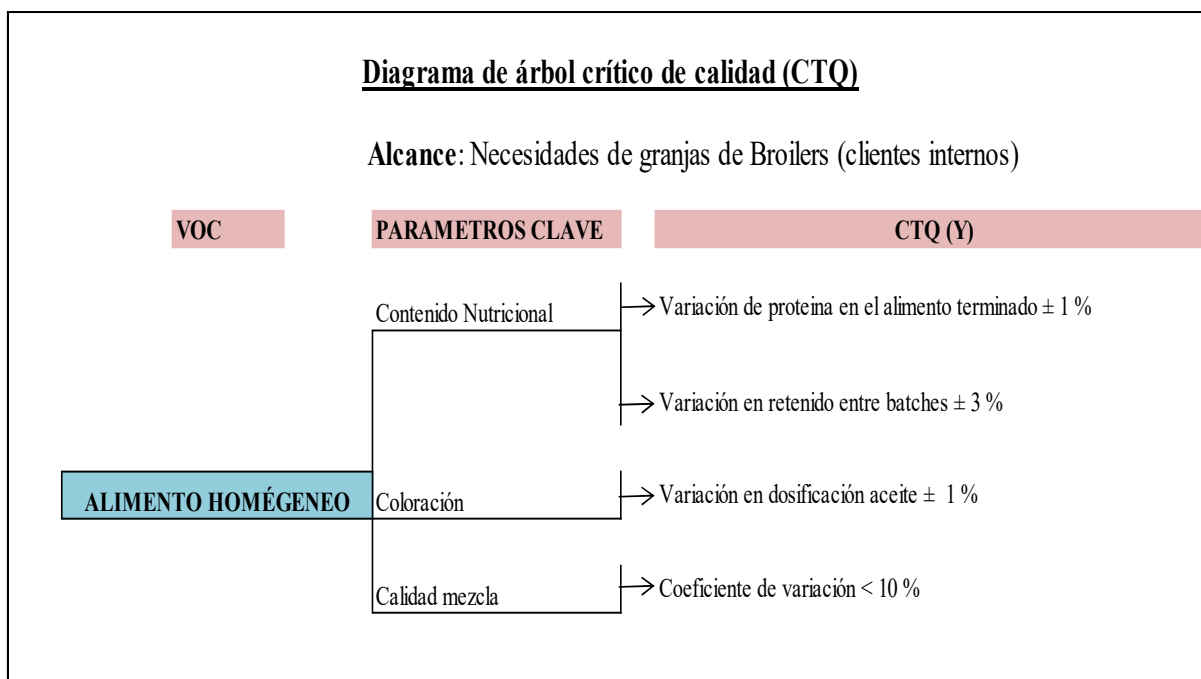 Diagrama de árbol crítico de calidad (CTQ)
Alcance: Necesidades de granjas de Broilers (clientes internos)
VOC PARAMETROS CLAVE CTQ (Y)
Contenido Nutricional
Variación de proteina en el alimento terminado ± 1 %
Variación en retenido entre batches ± 3 %
ALIMENTO HOMÉGENEO
Coloración
Variación en dosificación aceite ± 1 %
Calidad mezcla
Coeficiente de variación < 10 %